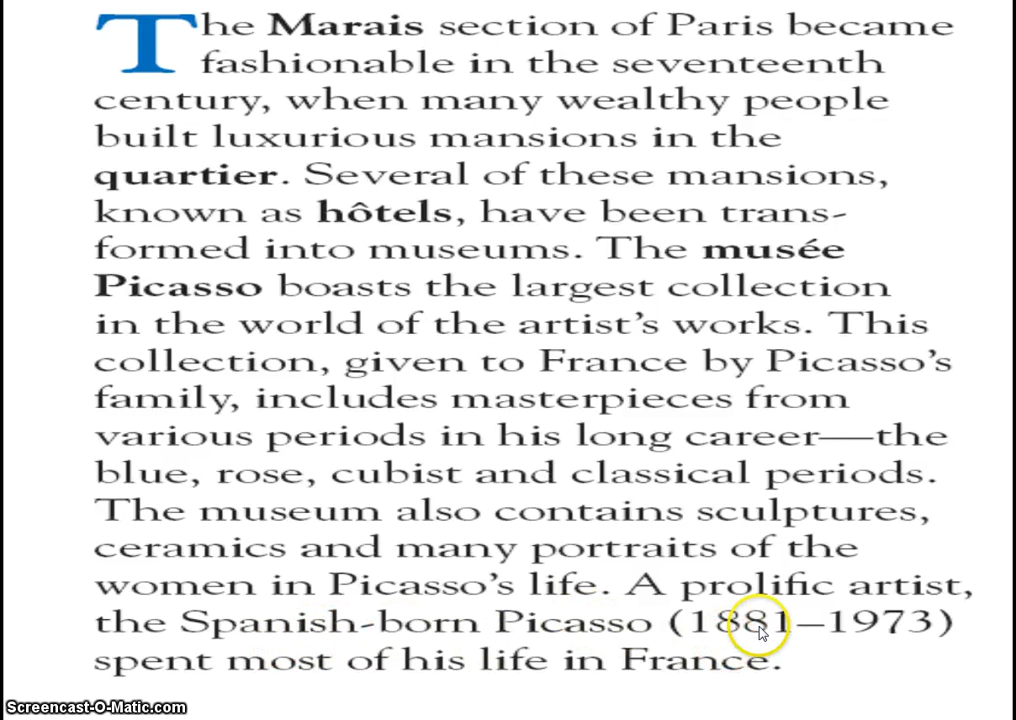 The Marais section of Paris became
fashionable in the seventeenth
century, when many wealthy people
built luxurious mansions in the
quartier. Several of these mansions,
known as hôtels, have been trans-
formed into museums. The musée
Picasso boasts the largest collection
in the world of the artist's works. This
collection, given to France by Picasso's
family, includes masterpieces from
various periods in his long career—the
blue, rose, cubist and classical periods.
The museum also contains sculptures,
ceramics and many portraits of the
women in Picasso's life. A prolific artist,
the Spanish-born Picasso (1881–1973)
spent most of his life in France.
Screencast-O-Matic.com